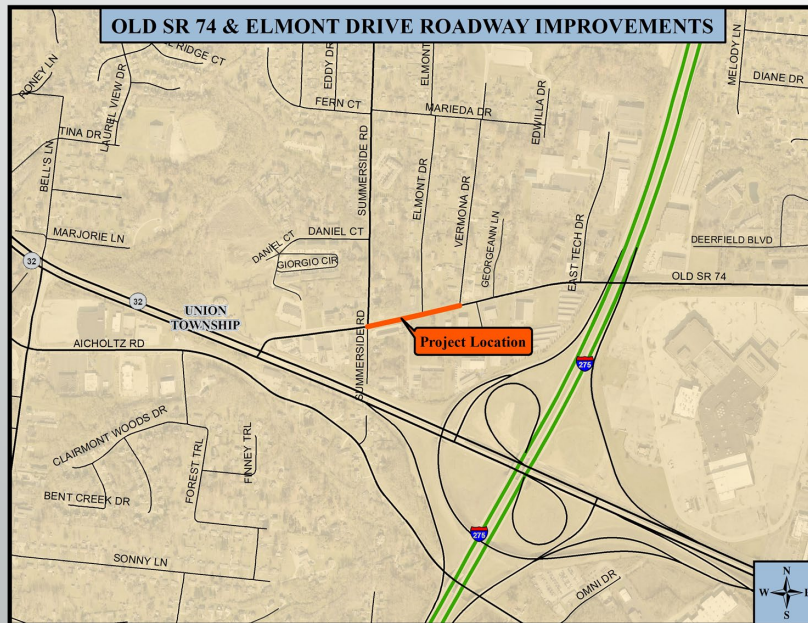 OLD SR 74 & ELMONT DRIVE ROADWAY IMPROVEMENTS
RONEY LN
LAUREL VIEW DR
RIDGE CT
EDDY DR
ELMONT
MELODY LN
DIANE DR
FERN CT
MARIEDA DR
EDWILLA DR
TINA DR
BELL'S LN
SUMMERSIDE RD
ELMONT DR
VERMONA DR
GEORGEANN LN
EAST TECH DR
MARJORIE LN
DANIEL CT
DANIEL CT
GIORGIO CIR
DEERFIELD BLVD
OLD SR 74
32
32
UNION
TOWNSHIP
SUMMERSIDE RD
Project Location
AICHOLTZ RD
275
CLAIRMONT WOODS DR
FOREST TRL
FINNEY TRL
BENT CREEK DR
275
SONNY LN
OMNI DR
N
W
E
S